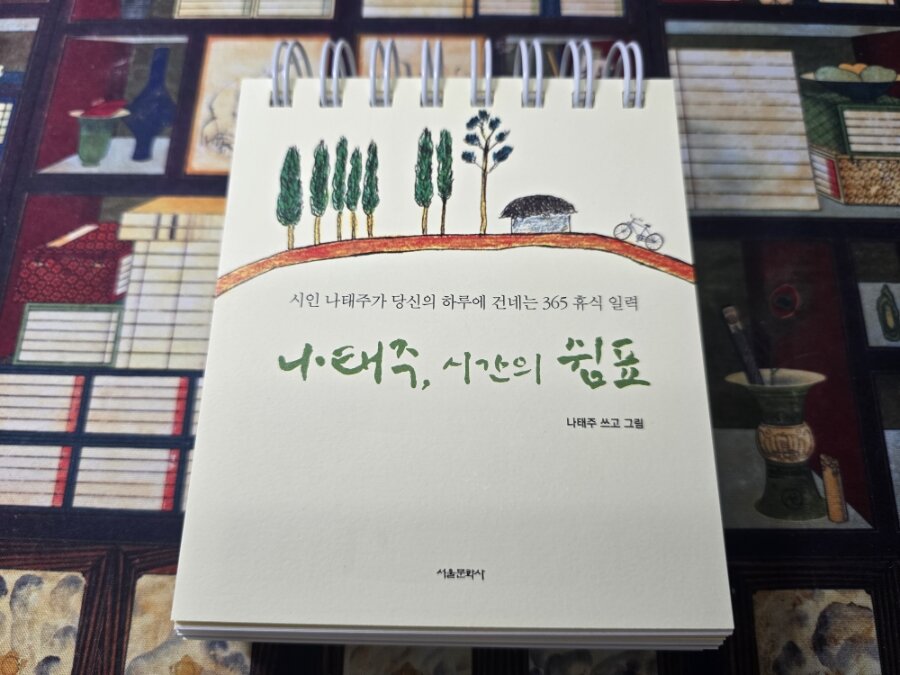 시인 나태주가 당신의 하루에 건네는 365 휴식 일력
나태주, 시간의 쉼표
나태주 쓰고 그림
서울문화사